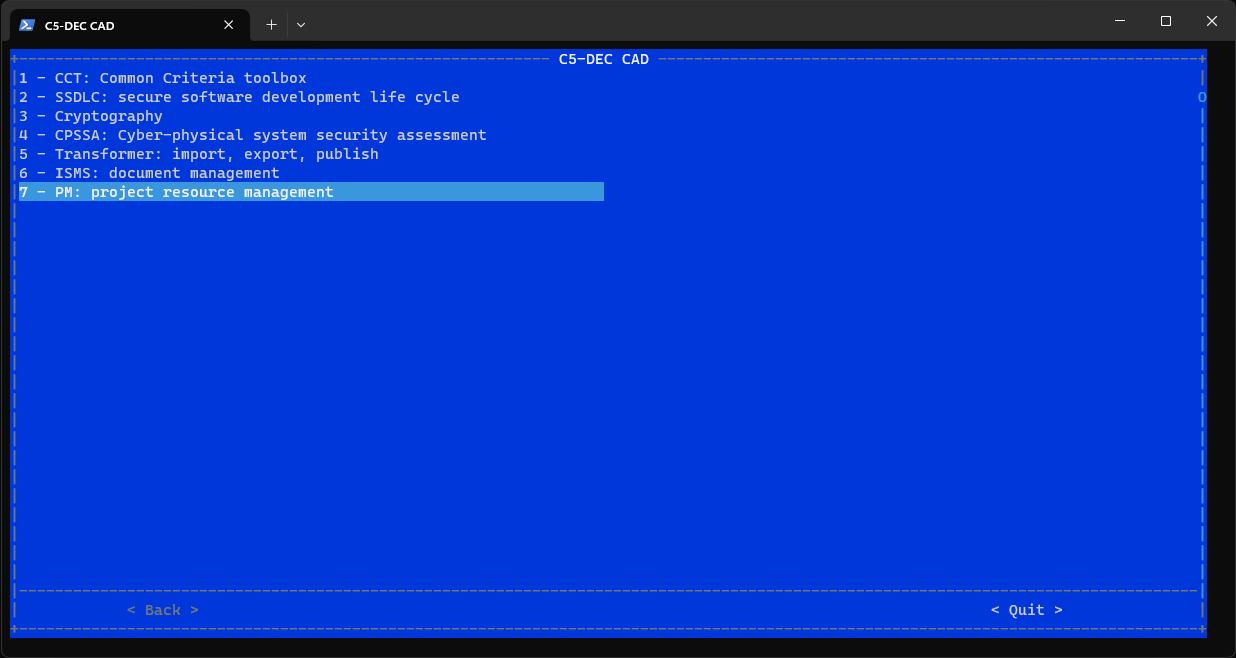 C5-DEC CAD
C5-DEC CAD
1 - CCT: Common Criteria toolbox
2 - SSDLC: secure software development life cycle
3 - Cryptography
4 - CPSSA: Cyber-physical system security assessment
5 - Transformer: import, export, publish
6 - ISMS: document management
7 - PM: project resource management
< Back > < Quit >